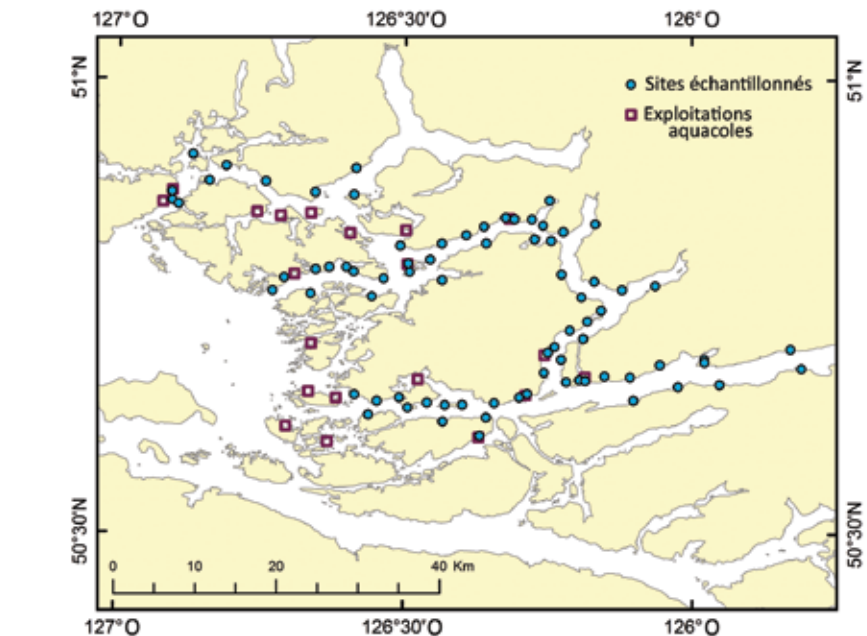 127°O 126°30'O 126°O
51°N 51°N
Sites échantillonnés
Exploitations
aquacoles
50°30'N 50°30'N
0 10 20 40 Km
127°O 126°30'O 126°O